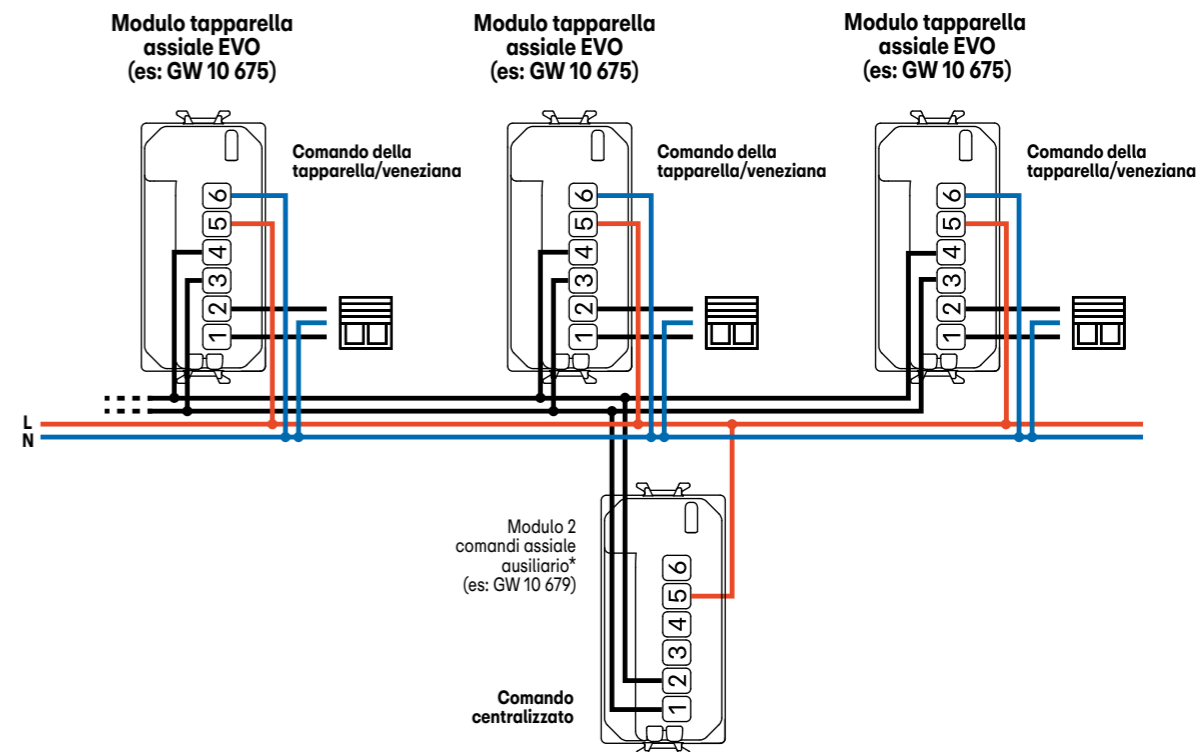 Modulo tapparella
assiale EVO
(es: GW 10 675)
Modulo tapparella
assiale EVO
(es: GW 10 675)
Modulo tapparella
assiale EVO
(es: GW 10 675)
Comando della
tapparella/veneziana
Comando della
tapparella/veneziana
Comando della
tapparella/veneziana
6
5
4
3
2
1
6
5
4
3
2
1
6
5
4
3
2
1
L
N
Modulo 2
comandi assiale
ausiliario*
(es: GW 10 679)
6
5
4
3
2
1
Comando
centralizzato